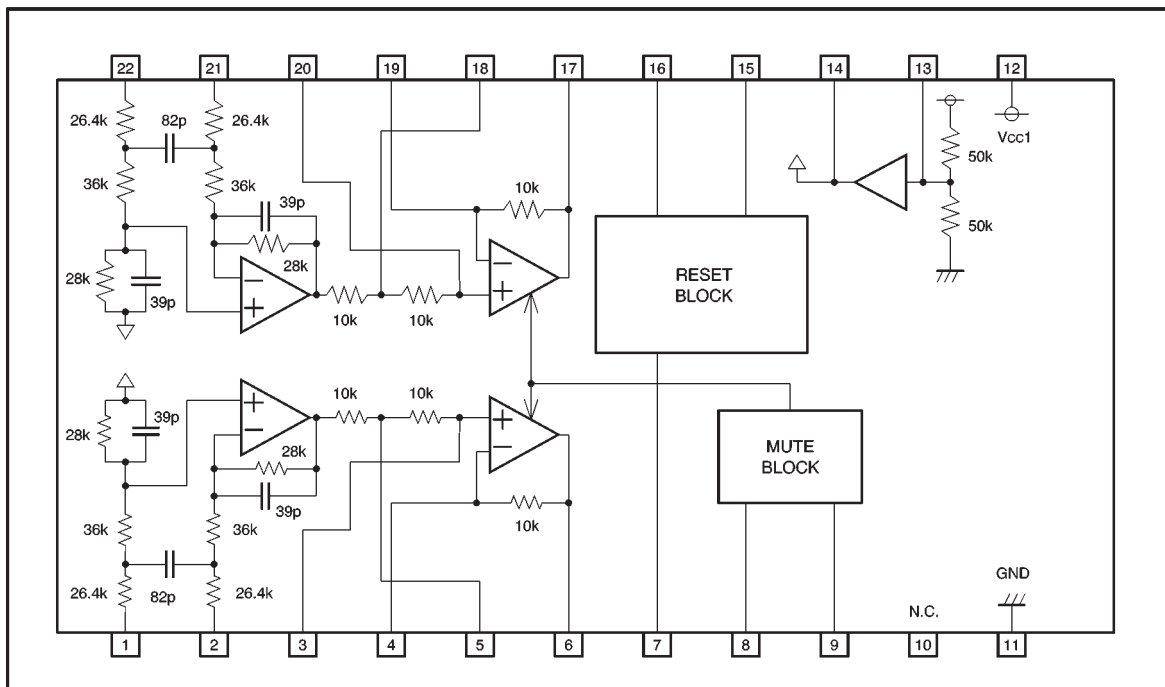 22 21 20 19 18 17 16 15 14 13 12
26.4k 82p 26.4k
Vcc1
50k
36k 36k
39p 10k
50k
28k 28k
39p
10k 10k
RESET
BLOCK
10k 10k
39p
28k 28k
MUTE
BLOCK
39p 10k
36k 36k
GND
26.4k 82p 26.4k
N.C.
1 2 3 4 5 6 7 8 9 10 11